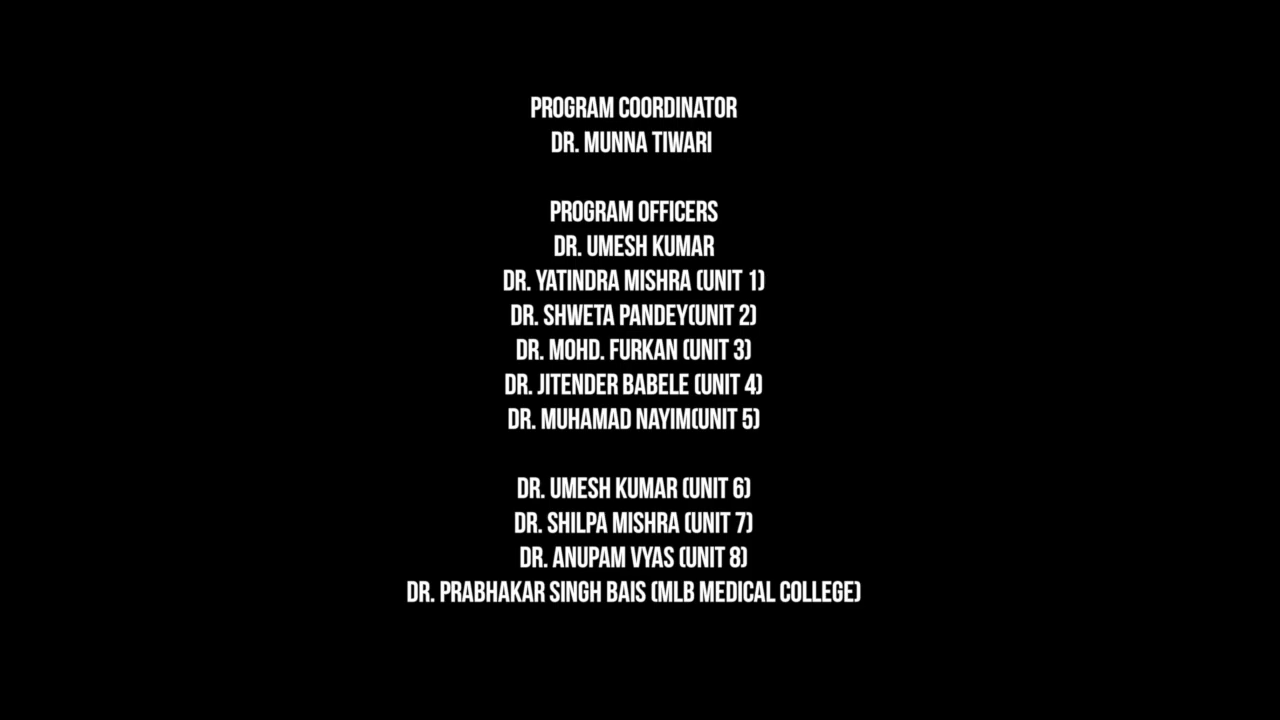 PROGRAM COORDINATOR
DR. MUNNA TIWARI
PROGRAM OFFICERS
DR. UMESH KUMAR
DR. YATINDRA MISHRA (UNIT 1)
DR. SHWETA PANDEY(UNIT 2)
DR. MOHD. FURKAN (UNIT 3)
DR. JITENDER BABELE (UNIT 4)
DR. MUHAMAD NAYIM(UNIT 5)
DR. UMESH KUMAR (UNIT 6)
DR. SHILPA MISHRA (UNIT 7)
DR. ANUPAM VYAS (UNIT 8)
DR. PRABHAKAR SINGH BAIS (MLB MEDICAL COLLEGE)